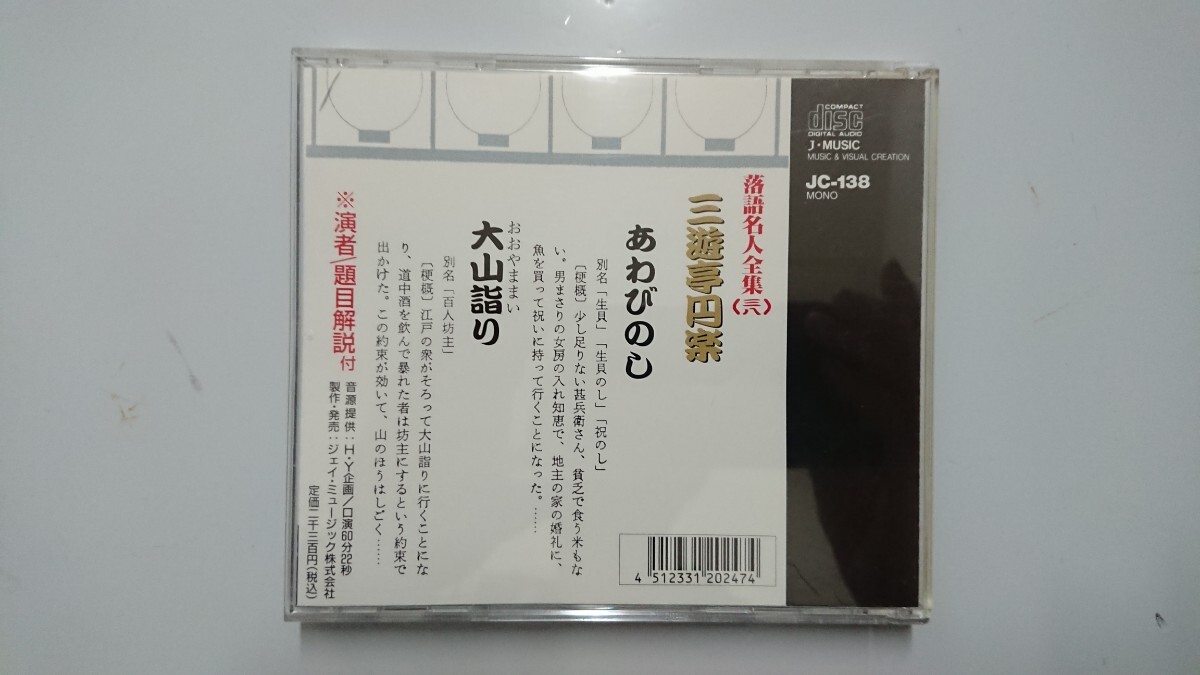 COMPACT
disc
DIGITAL AUDIO
J・MUSIC
MUSIC & VISUAL CREATION
JC-138
MONO
落語名人全集
三遊亭円楽
あわびのし
別名「生貝」「生貝のし」「祝のし」
〔梗概〕少し足りない甚兵衛さん、貧乏で食う米もな
い。男まさりの女房の入れ知恵で、地主の家の婚礼に、
魚を買って祝いに持って行くことになった。……
おおやままい
大山詣り
別名「百人坊主」
〔梗概〕江戸の衆がそろって大山詣りに行くことにな
り、道中酒を飲んで暴れた者は坊主にするという約束で
出かけた。この約束が効いて、山のほうはしごく……
※演者/題目解説付
音源提供:H・Y企画/口演60分22秒
製作・発売:ジェイ・ミュージック株式会社
定価二千三百円(税込)
4 512331 202474